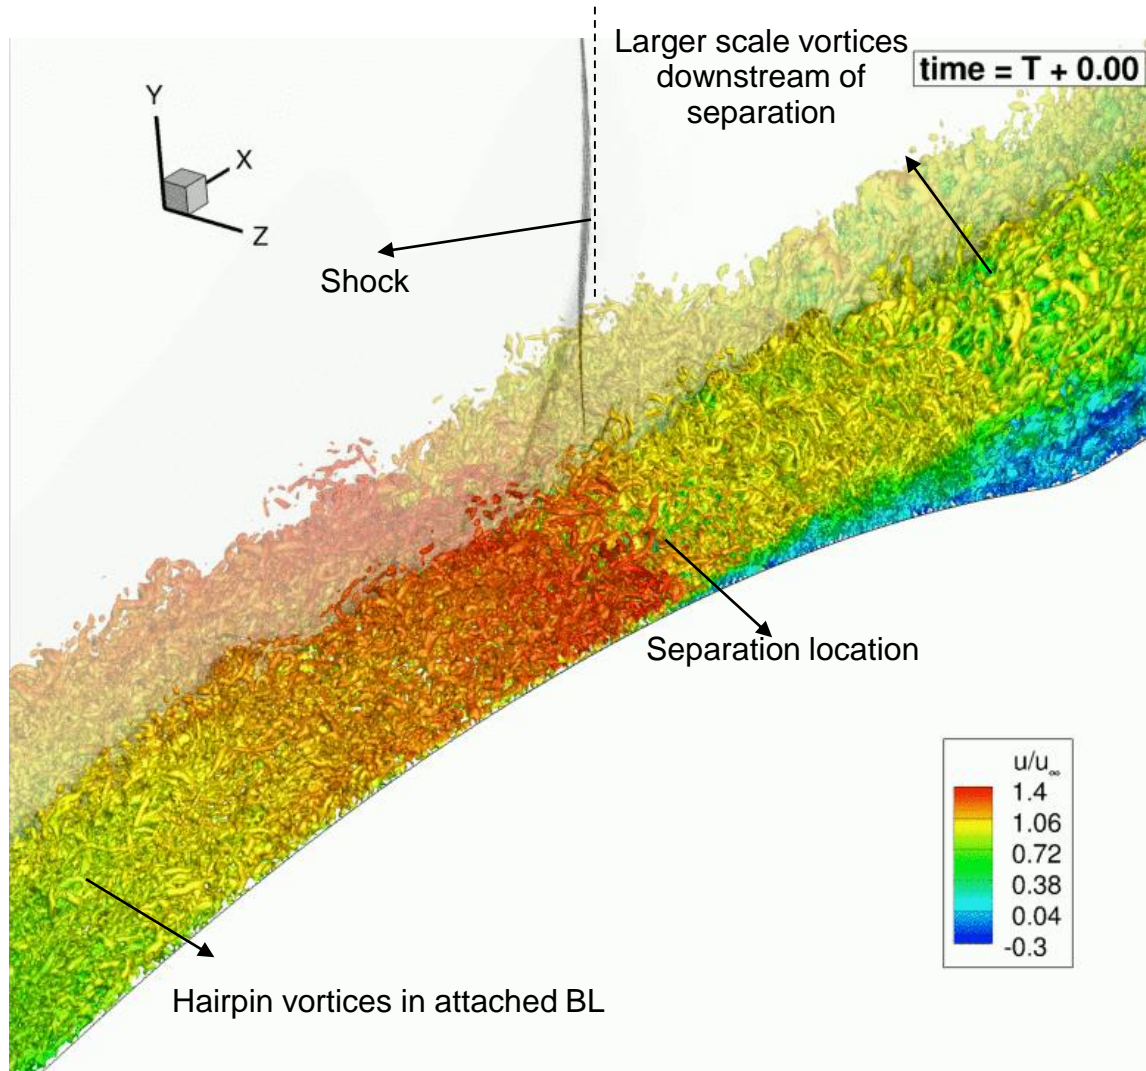 Larger scale vortices
downstream of
separation
time = T + 0.00
Y
X
Z
Shock
Separation location
u/u∞
1.4
1.06
0.72
0.38
0.04
-0.3
Hairpin vortices in attached BL